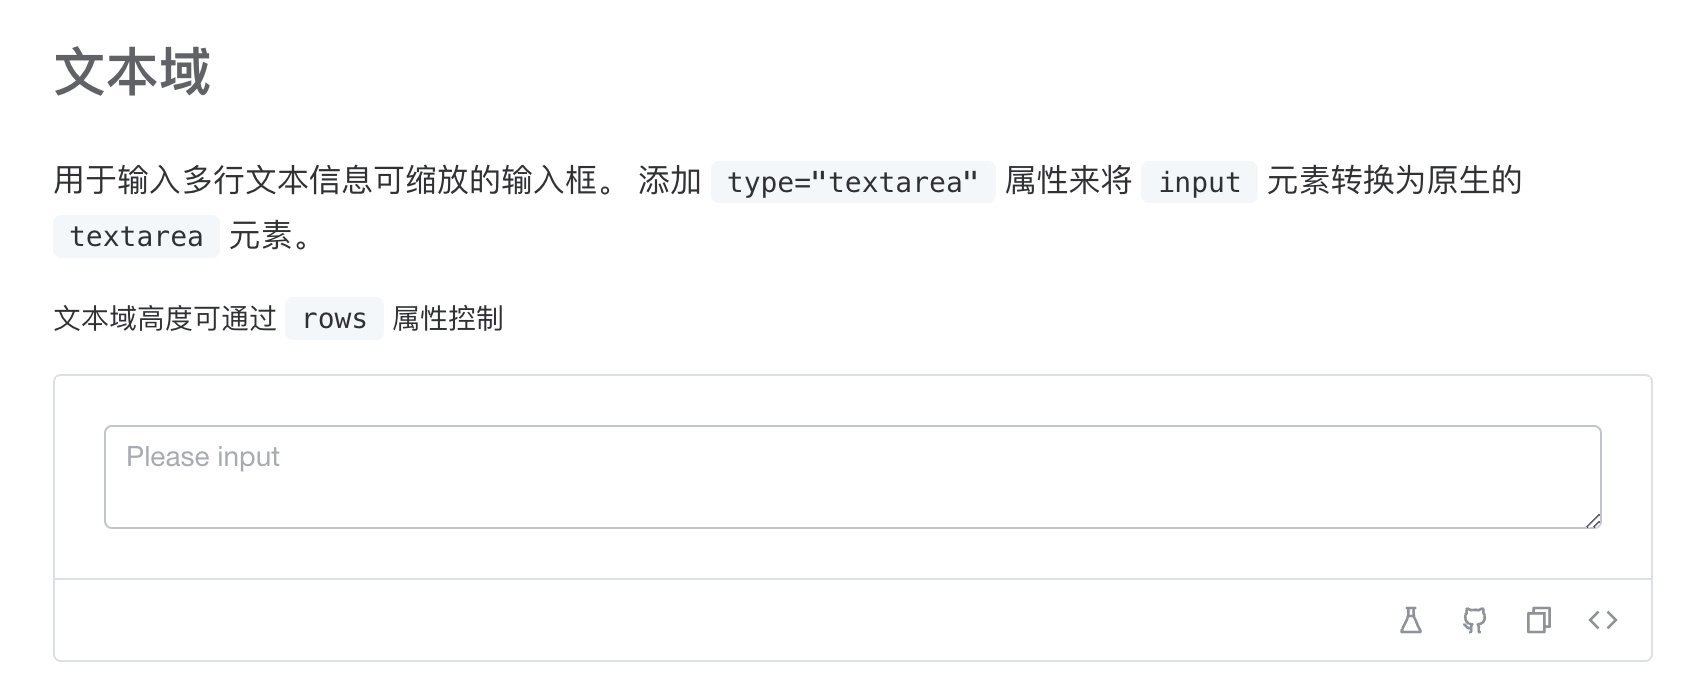 文本域
用于输入多行文本信息可缩放的输入框。 添加 type="textarea" 属性来将 input 元素转换为原生的
textarea 元素。
文本域高度可通过 rows 属性控制
Please input